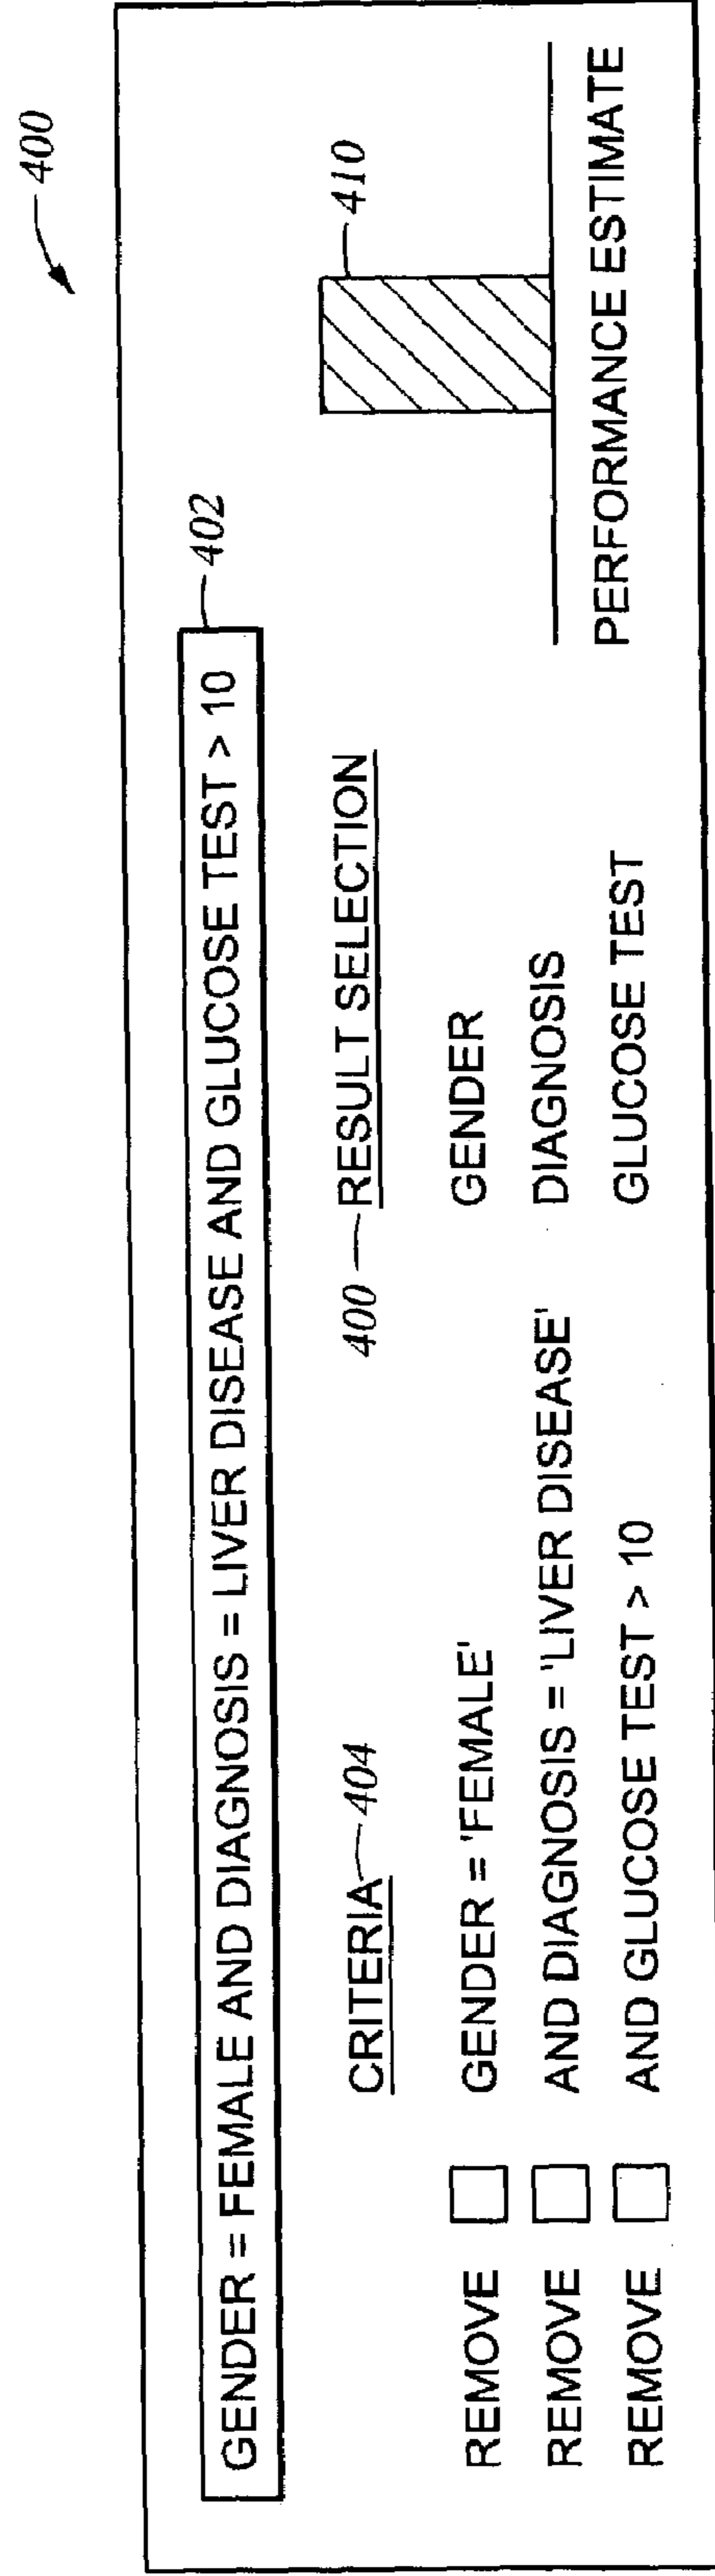 400
GENDER = FEMALE AND DIAGNOSIS = LIVER DISEASE AND GLUCOSE TEST > 10
402
CRITERIA
404
400
RESULT SELECTION
410
REMOVE
GENDER = 'FEMALE'
GENDER
REMOVE
AND DIAGNOSIS = 'LIVER DISEASE'
DIAGNOSIS
REMOVE
AND GLUCOSE TEST > 10
GLUCOSE TEST
PERFORMANCE ESTIMATE